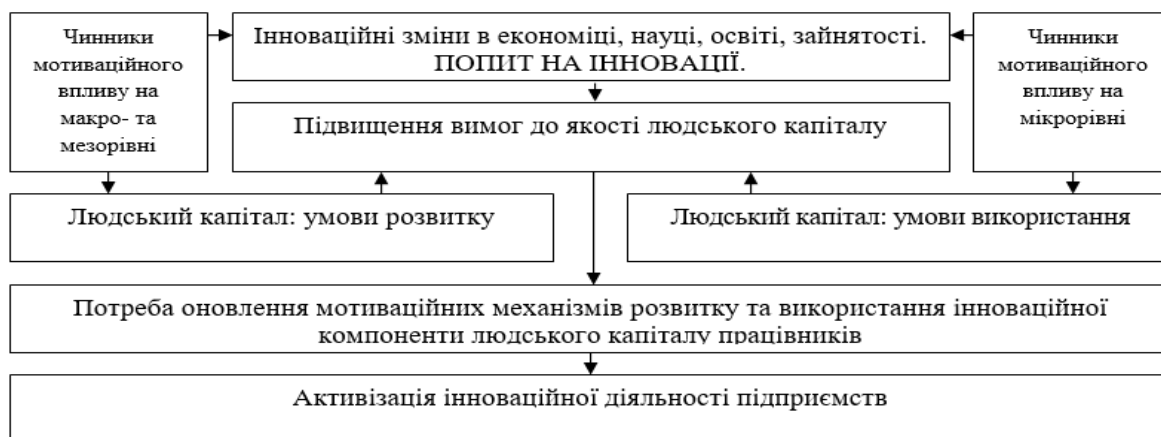 Чинники
мотиваційного
впливу на
макро- та
мезорівні
Інноваційні зміни в економіці, науці, освіті, зайнятості.
ПОПИТ НА ІННОВАЦІЇ.
Чинники
мотиваційного
впливу на
мікрорівні
Підвищення вимог до якості людського капіталу
Людський капітал: умови розвитку
Людський капітал: умови використання
Потреба оновлення мотиваційних механізмів розвитку та використання інноваційної
компоненти людського капіталу працівників
Активізація інноваційної діяльності підприємств